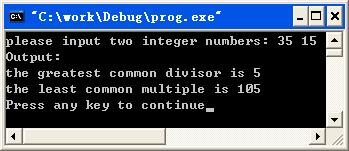 "C:\work\Debug\prog.exe"
please input two integer numbers: 35 15
Output:
the greatest common divisor is 5
the least common multiple is 105
Press any key to continue_